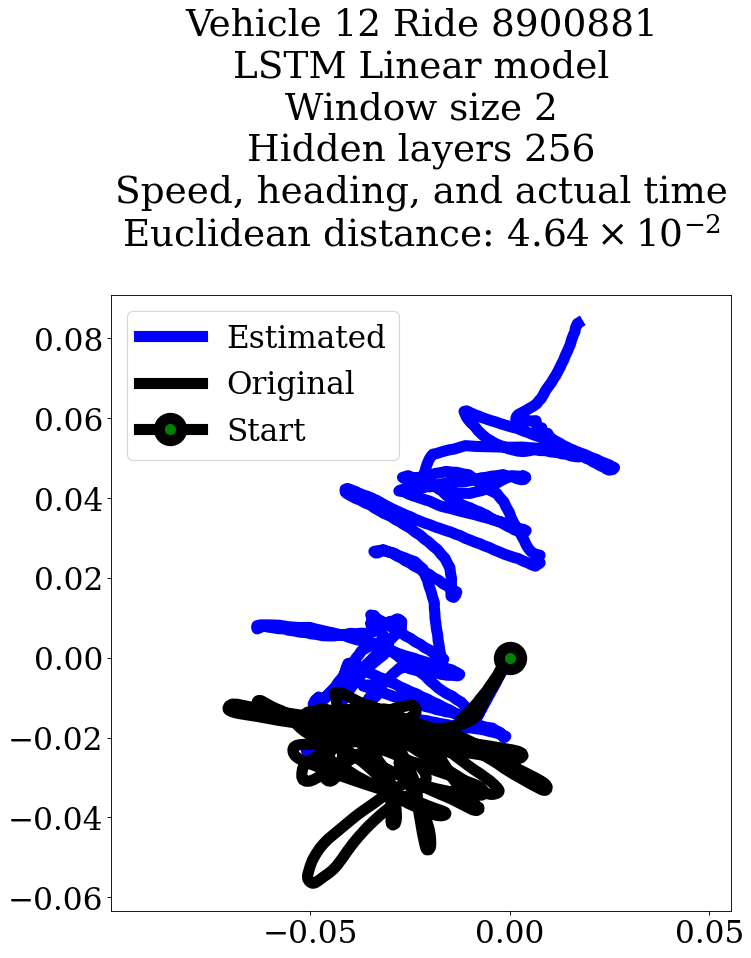 Vehicle 12 Ride 8900881
LSTM Linear model
Window size 2
Hidden layers 256
Speed, heading, and actual time
Euclidean distance: 4.64 × 10⁻²
Estimated
Original
Start
0.08
0.06
0.04
0.02
0.00
−0.02
−0.04
−0.06
−0.05
0.00
0.05